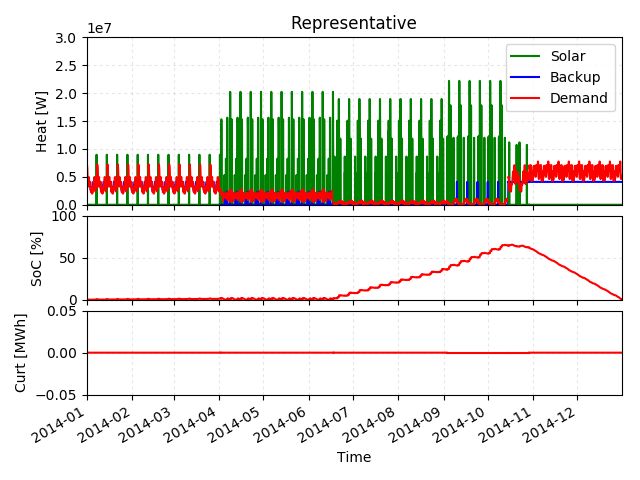 Representative
1e7
3.0
2.5
2.0
1.5
1.0
0.5
0.0
Heat [W]
Solar
Backup
Demand
100
50
0
SoC [%]
0.05
0.00
−0.05
Curt [MWh]
2014-01
2014-02
2014-03
2014-04
2014-05
2014-06
2014-07
2014-08
2014-09
2014-10
2014-11
2014-12
Time